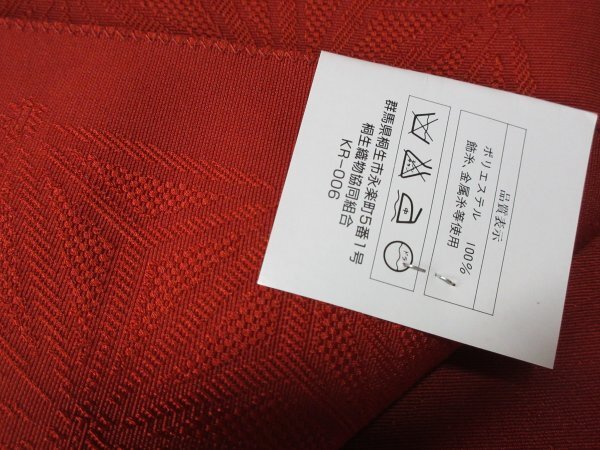 品質表示
ポリエステル 100%
飾糸、金属糸等使用
群馬県桐生市永楽町5番1号
桐生織物協同組合
KR-006